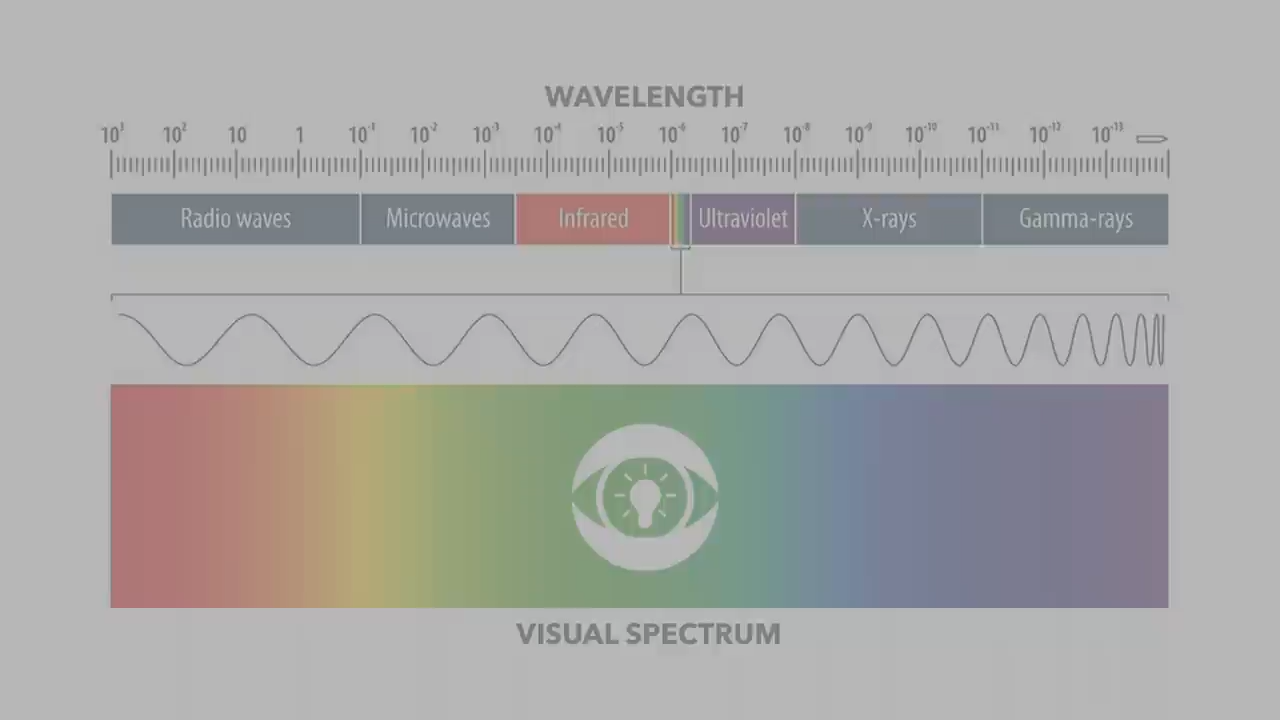 WAVELENGTH
10³ 10² 10 1 10⁻¹ 10⁻² 10⁻³ 10⁻⁴ 10⁻⁵ 10⁻⁶ 10⁻⁷ 10⁻⁸ 10⁻⁹ 10⁻¹⁰ 10⁻¹¹ 10⁻¹² 10⁻¹³
Radio waves Microwaves Infrared Ultraviolet X-rays Gamma-rays
VISUAL SPECTRUM